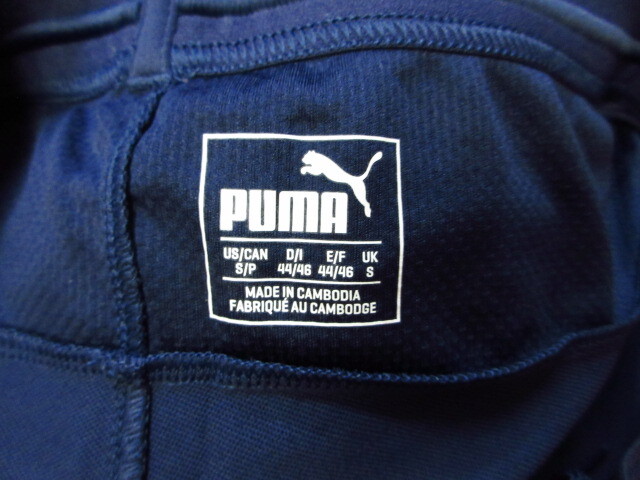 PUMA
US/CAN D/I E/F UK
S/P 44/46 44/46 S
MADE IN CAMBODIA
FABRIQUÉ AU CAMBODGE